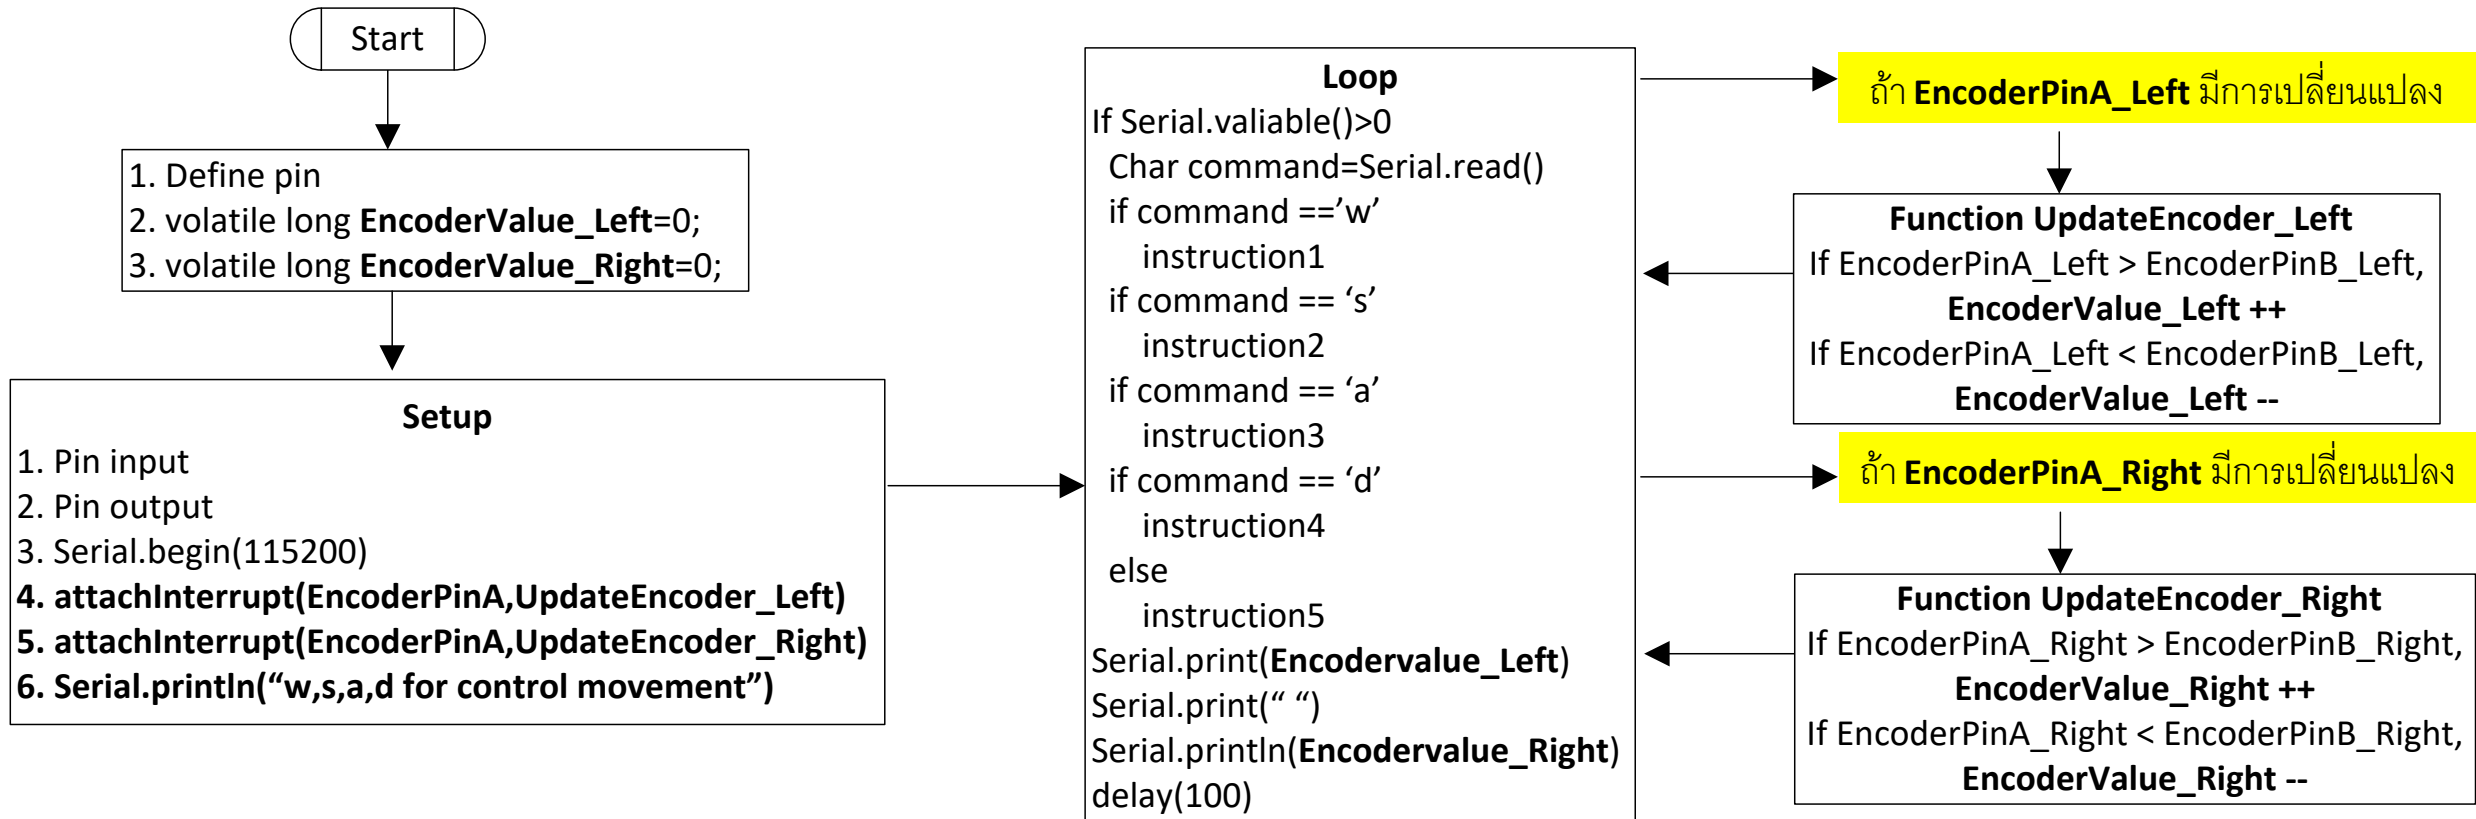 Start
1. Define pin
2. volatile long EncoderValue_Left=0;
3. volatile long EncoderValue_Right=0;
Setup
1. Pin input
2. Pin output
3. Serial.begin(115200)
4. attachInterrupt(EncoderPinA,UpdateEncoder_Left)
5. attachInterrupt(EncoderPinA,UpdateEncoder_Right)
6. Serial.println(“w,s,a,d for control movement”)
Loop
If Serial.valiable()>0
Char command=Serial.read()
if command ==’w’
instruction1
if command == ‘s’
instruction2
if command == ‘a’
instruction3
if command == ‘d’
instruction4
else
instruction5
Serial.print(Encodervalue_Left)
Serial.print(“ “)
Serial.println(Encodervalue_Right)
delay(100)
ถ้า EncoderPinA_Left มีการเปลี่ยนแปลง
Function UpdateEncoder_Left
If EncoderPinA_Left > EncoderPinB_Left,
EncoderValue_Left ++
If EncoderPinA_Left < EncoderPinB_Left,
EncoderValue_Left --
ถ้า EncoderPinA_Right มีการเปลี่ยนแปลง
Function UpdateEncoder_Right
If EncoderPinA_Right > EncoderPinB_Right,
EncoderValue_Right ++
If EncoderPinA_Right < EncoderPinB_Right,
EncoderValue_Right --